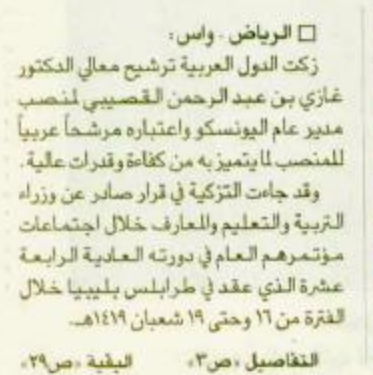 □ الرياض - واس:
زكت الدول العربية ترشيح معالي الدكتور
غازي بن عبد الرحمن القصيبي لمنصب
مدير عام اليونسكو واعتباره مرشحاً عربياً
للمنصب لما يتميز به من كفاءة وقدرات عالية.
وقد جاءت التزكية في قرار صادر عن وزراء
التربية والتعليم والمعارف خلال اجتماعات
مؤتمرهم العام في دورته العادية الرابعة
عشرة الذي عقد في طرابلس بليبيا خلال
الفترة من ١٦ وحتى ١٩ شعبان ١٤١٩هـ.
التفاصيل «ص٣» البقية «ص٢٩»